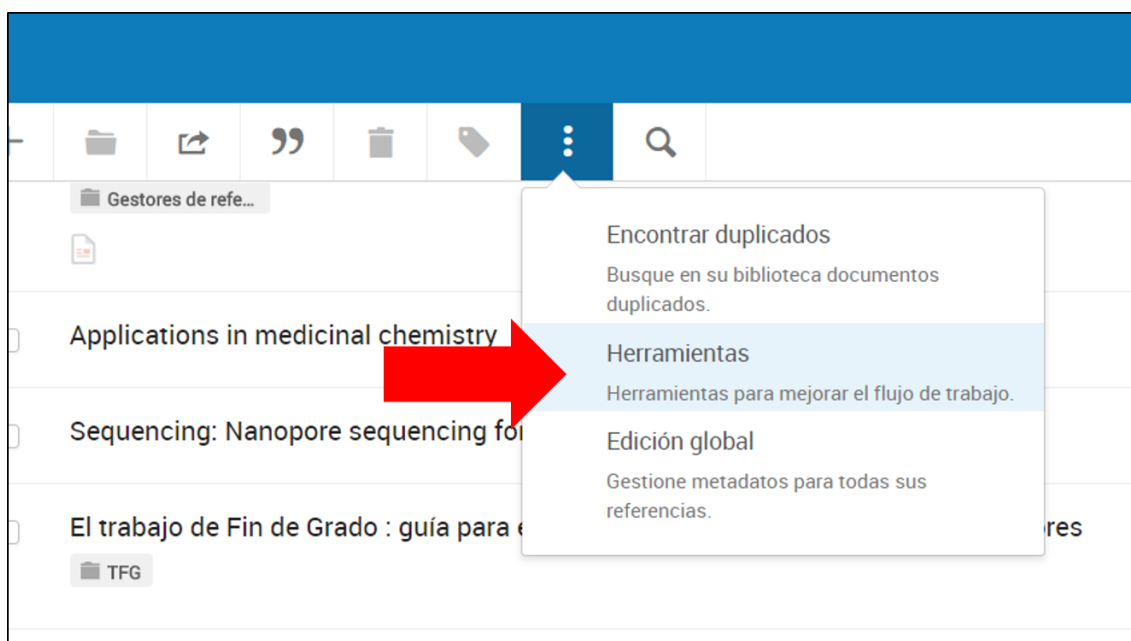 Gestores de refe...
Encontrar duplicados
Busque en su biblioteca documentos
duplicados.
Applications in medicinal chemistry
Herramientas
Herramientas para mejorar el flujo de trabajo.
Sequencing: Nanopore sequencing for
Edición global
Gestione metadatos para todas sus
referencias.
El trabajo de Fin de Grado : guía para
TFG